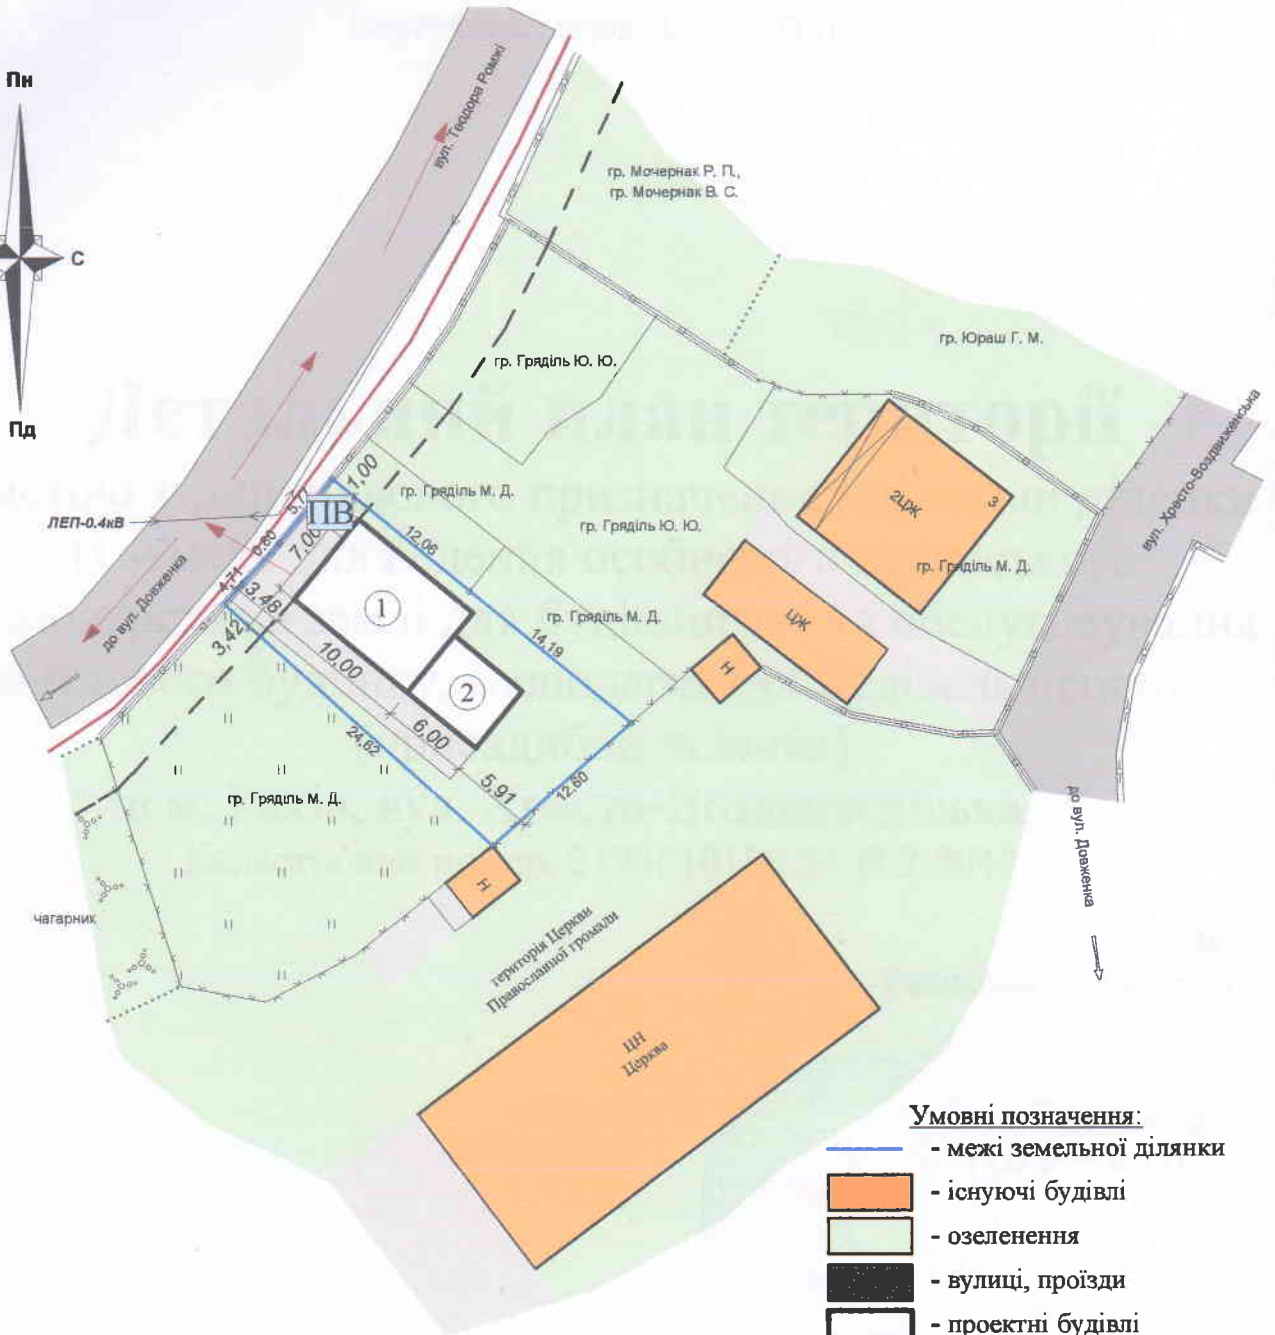 Пн
С
Пд
вул. Теодора Ромжі
гр. Мочернак Р. П.,
гр. Мочернак В. С.
гр. Юраш Г. М.
гр. Гряділь Ю. Ю.
вул. Хресто-Воздвиженська
гр. Гряділь М. Д.
гр. Гряділь Ю. Ю.
2ЦЖ
3
гр. Гряділь М. Д.
ЛЕП-0.4кВ
ПВ
1,00
7,00
12,06
0,80
4,71
3,48
3,42
до вул. Довженка
1
10,00
гр. Гряділь М. Д.
14,19
ЦЖ
Н
2
6,00
24,62
5,91
12,60
гр. Гряділь М. Д.
Н
чагарник
до вул. Довженка
територія Церкви
Православної громади
ЦН
Церква
Умовні позначення:
- межі земельної ділянки
- існуючі будівлі
- озеленення
- вулиці, проїзди
- проектні будівлі